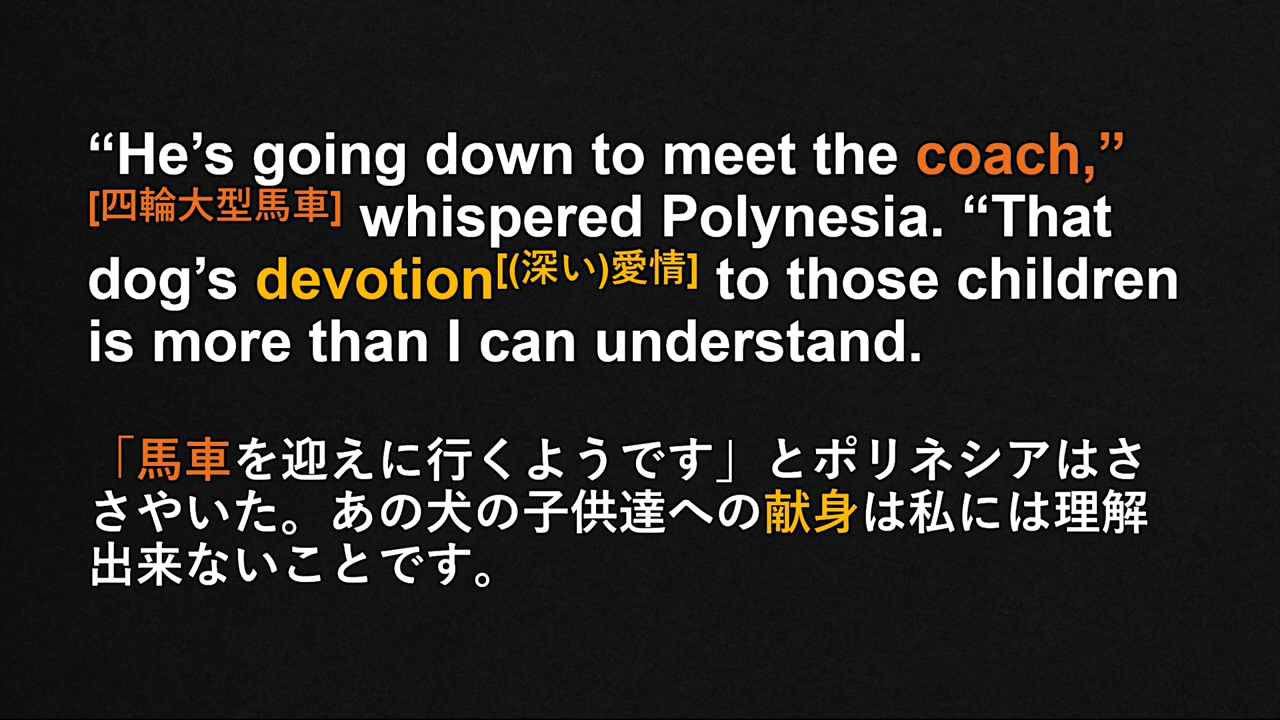 “He’s going down to meet the coach,”
[四輪大型馬車] whispered Polynesia. “That
dog’s devotion[(深い)愛情] to those children
is more than I can understand.
「馬車を迎えに行くようです」とポリネシアはさ
さやいた。あの犬の子供達への献身は私には理解
出来ないことです。